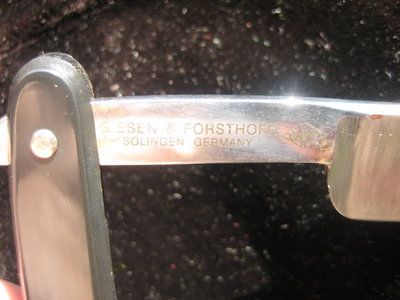 GIESEN & FORSTHOFF
SOLINGEN GERMANY